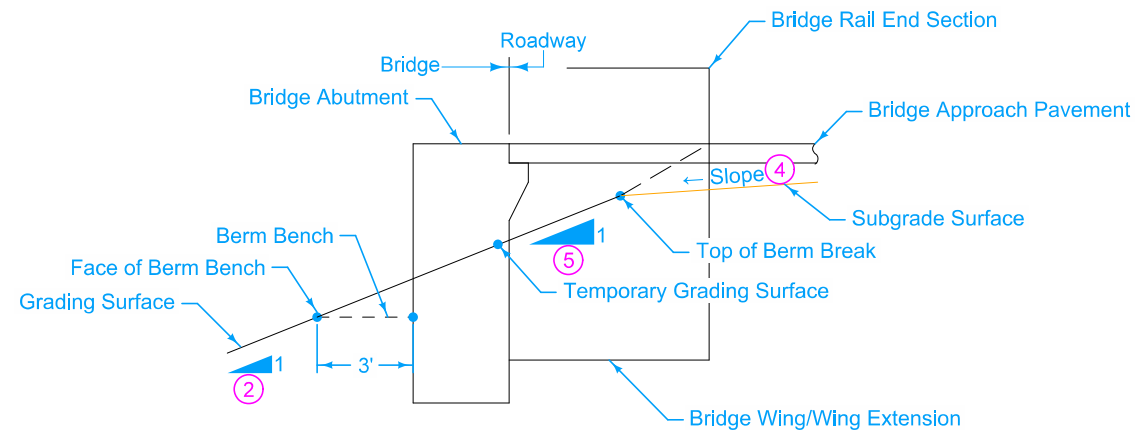 Bridge Rail End Section
Roadway
Bridge
Bridge Abutment
Bridge Approach Pavement
← Slope 4
Subgrade Surface
Berm Bench
1
5
Top of Berm Break
Face of Berm Bench
Temporary Grading Surface
Grading Surface
1
2
3'
Bridge Wing/Wing Extension